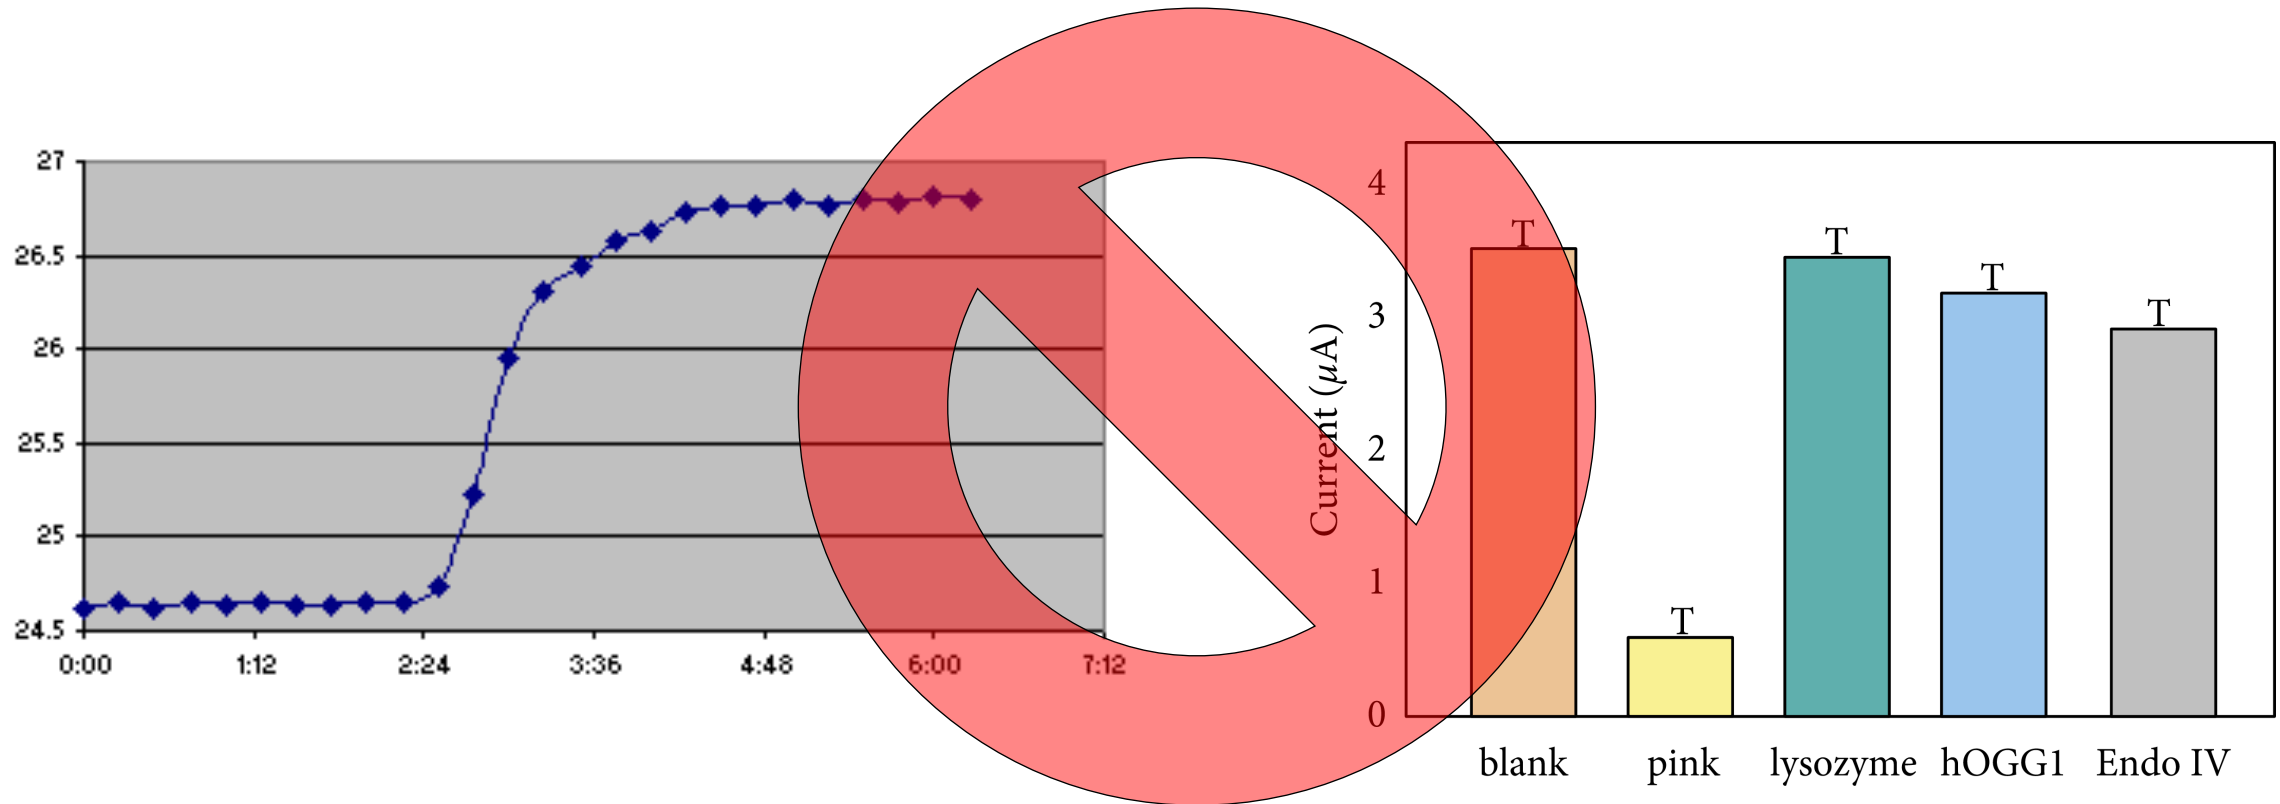 27
26.5
26
25.5
25
24.5
0:00 1:12 2:24 3:36 4:48 6:00 7:12
Current (μA)
4
3
2
1
0
T T T T T
blank pink lysozyme hOGG1 Endo IV